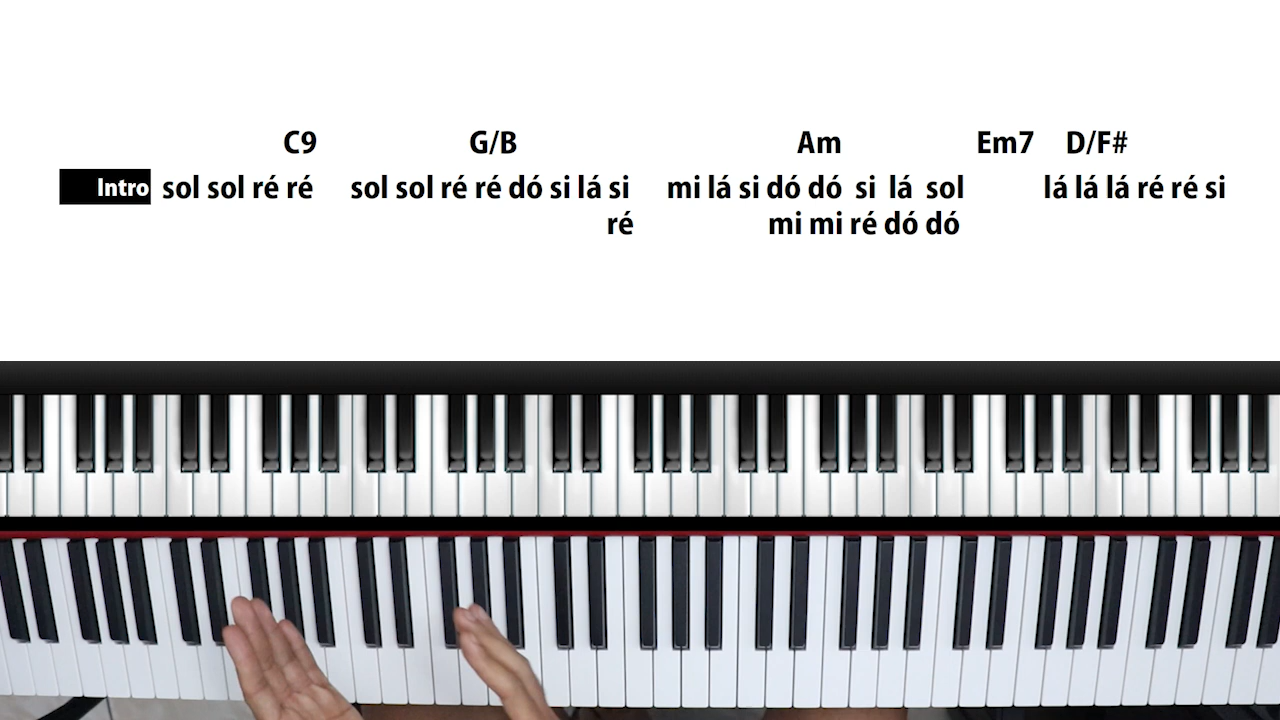 C9 G/B Am Em7 D/F#
Intro sol sol ré ré sol sol ré ré dó si lá si mi lá si dó dó si lá sol lá lá lá ré ré si
ré mi mi ré dó dó